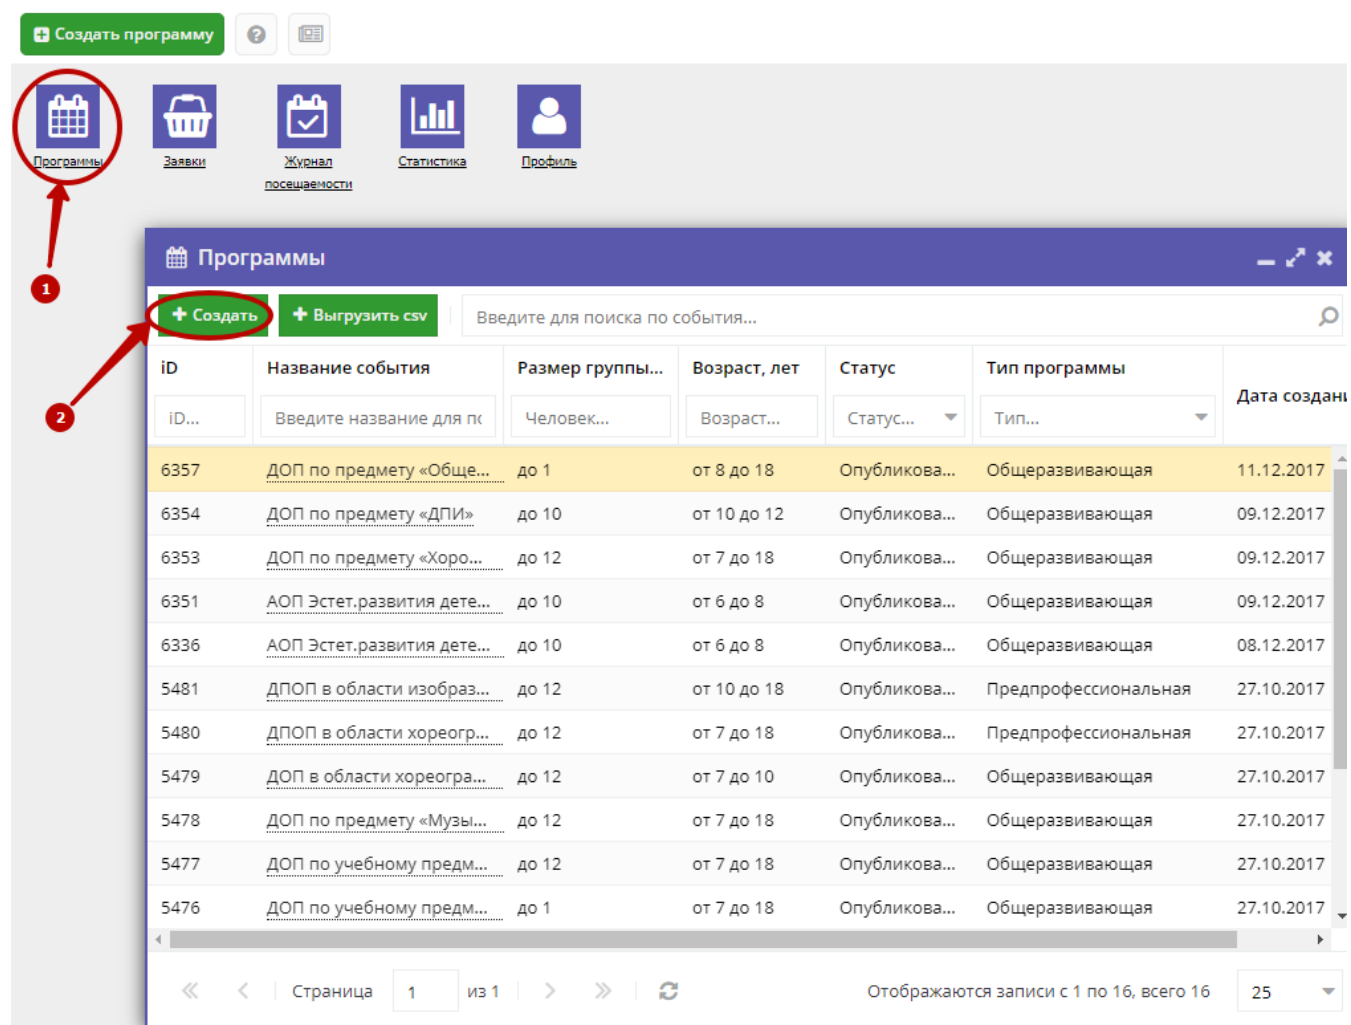 Создать программу
Программы
Заявки
Журнал посещаемости
Статистика
Профиль
1
Программы
Создать
Выгрузить csv
Введите для поиска по события...
2
iD
Название события
Размер группы...
Возраст, лет
Статус
Тип программы
Дата создани
iD...
Введите название для пс
Человек...
Возраст...
Статус...
Тип...
6357 ДОП по предмету «Обще... до 1 от 8 до 18 Опубликова... Общеразвивающая 11.12.2017
6354 ДОП по предмету «ДПИ» до 10 от 10 до 12 Опубликова... Общеразвивающая 09.12.2017
6353 ДОП по предмету «Хоро... до 12 от 7 до 18 Опубликова... Общеразвивающая 09.12.2017
6351 АОП Эстет.развития дете... до 10 от 6 до 8 Опубликова... Общеразвивающая 09.12.2017
6336 АОП Эстет.развития дете... до 10 от 6 до 8 Опубликова... Общеразвивающая 08.12.2017
5481 ДПОП в области изобраз... до 12 от 10 до 18 Опубликова... Предпрофессиональная 27.10.2017
5480 ДПОП в области хореогр... до 12 от 7 до 18 Опубликова... Предпрофессиональная 27.10.2017
5479 ДОП в области хореогра... до 12 от 7 до 10 Опубликова... Общеразвивающая 27.10.2017
5478 ДОП по предмету «Музы... до 12 от 7 до 18 Опубликова... Общеразвивающая 27.10.2017
5477 ДОП по учебному предм... до 12 от 7 до 18 Опубликова... Общеразвивающая 27.10.2017
5476 ДОП по учебному предм... до 1 от 7 до 18 Опубликова... Общеразвивающая 27.10.2017
Страница 1 из 1
Отображаются записи с 1 по 16, всего 16
25